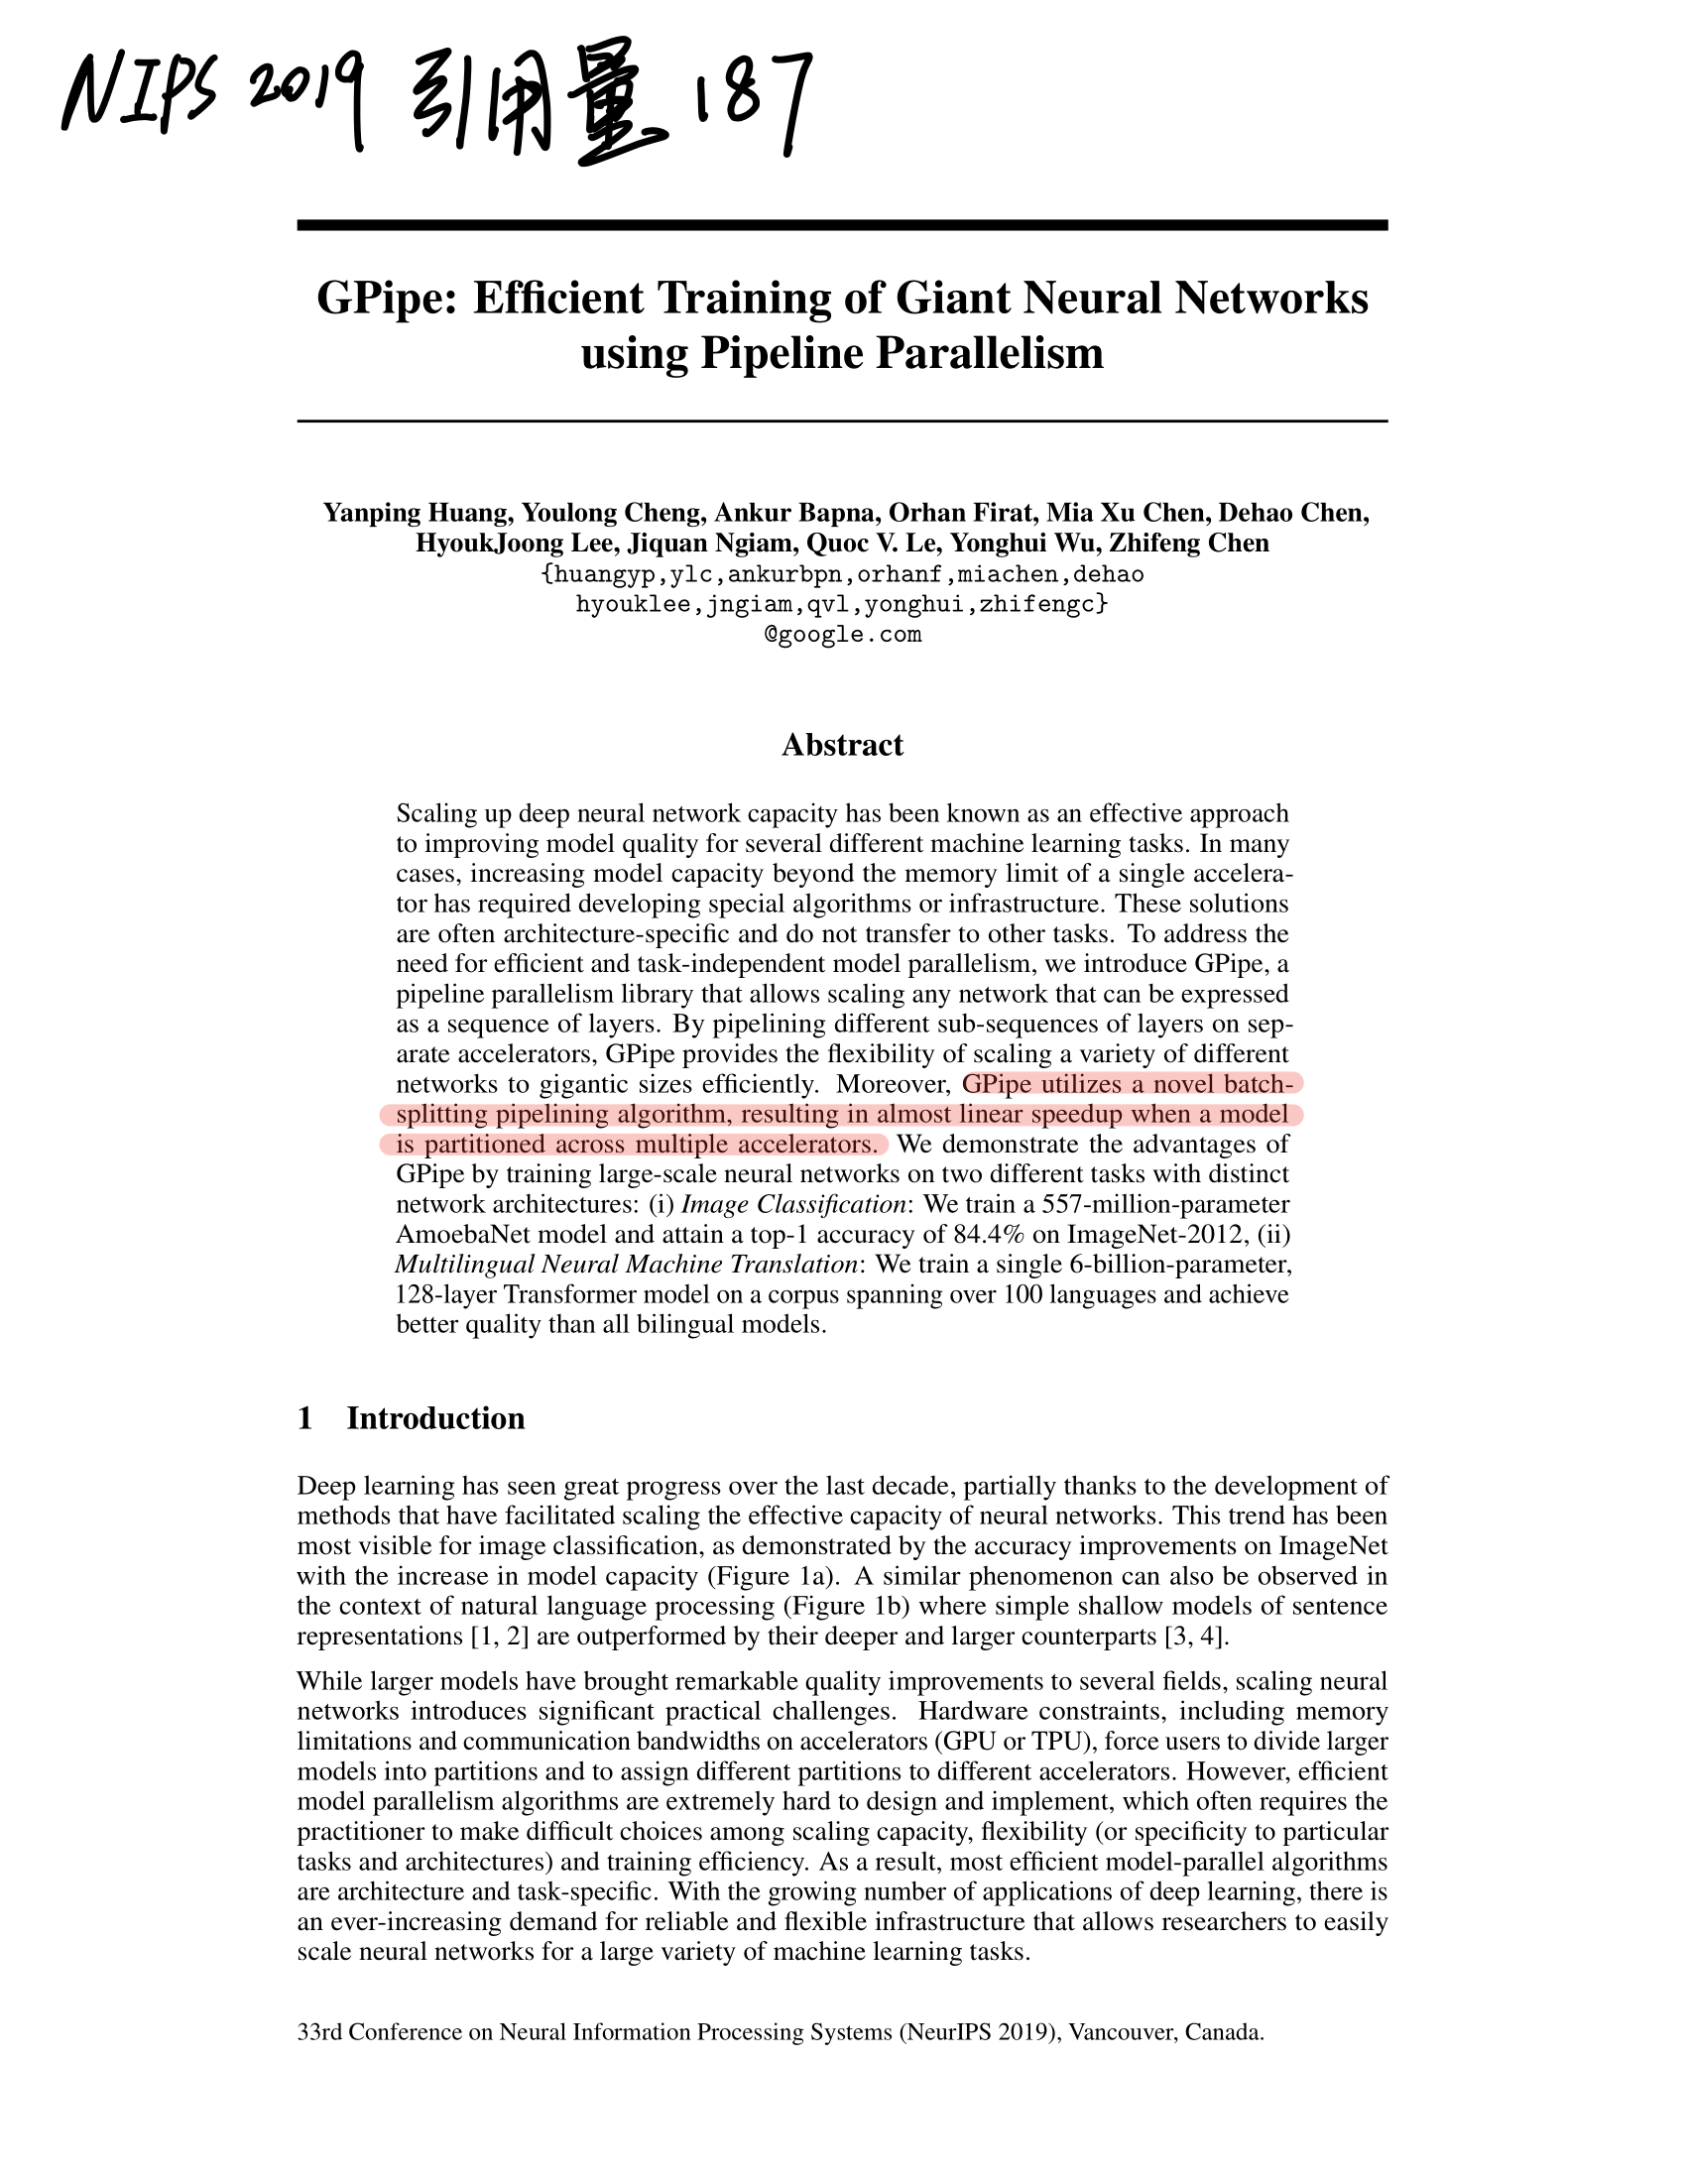 NIPS 2019 引用量 187
GPipe: Efficient Training of Giant Neural Networks
using Pipeline Parallelism
Yanping Huang, Youlong Cheng, Ankur Bapna, Orhan Firat, Mia Xu Chen, Dehao Chen,
HyoukJoong Lee, Jiquan Ngiam, Quoc V. Le, Yonghui Wu, Zhifeng Chen
{huangyp,ylc,ankurbpn,orhanf,miachen,dehao
hyouklee,jngiam,qvl,yonghui,zhifengc}
@google.com
Abstract
Scaling up deep neural network capacity has been known as an effective approach
to improving model quality for several different machine learning tasks. In many
cases, increasing model capacity beyond the memory limit of a single accelera-
tor has required developing special algorithms or infrastructure. These solutions
are often architecture-specific and do not transfer to other tasks. To address the
need for efficient and task-independent model parallelism, we introduce GPipe, a
pipeline parallelism library that allows scaling any network that can be expressed
as a sequence of layers. By pipelining different sub-sequences of layers on sep-
arate accelerators, GPipe provides the flexibility of scaling a variety of different
networks to gigantic sizes efficiently. Moreover, GPipe utilizes a novel batch-
splitting pipelining algorithm, resulting in almost linear speedup when a model
is partitioned across multiple accelerators. We demonstrate the advantages of
GPipe by training large-scale neural networks on two different tasks with distinct
network architectures: (i) Image Classification: We train a 557-million-parameter
AmoebaNet model and attain a top-1 accuracy of 84.4% on ImageNet-2012, (ii)
Multilingual Neural Machine Translation: We train a single 6-billion-parameter,
128-layer Transformer model on a corpus spanning over 100 languages and achieve
better quality than all bilingual models.
1 Introduction
Deep learning has seen great progress over the last decade, partially thanks to the development of
methods that have facilitated scaling the effective capacity of neural networks. This trend has been
most visible for image classification, as demonstrated by the accuracy improvements on ImageNet
with the increase in model capacity (Figure 1a). A similar phenomenon can also be observed in
the context of natural language processing (Figure 1b) where simple shallow models of sentence
representations [1, 2] are outperformed by their deeper and larger counterparts [3, 4].
While larger models have brought remarkable quality improvements to several fields, scaling neural
networks introduces significant practical challenges. Hardware constraints, including memory
limitations and communication bandwidths on accelerators (GPU or TPU), force users to divide larger
models into partitions and to assign different partitions to different accelerators. However, efficient
model parallelism algorithms are extremely hard to design and implement, which often requires the
practitioner to make difficult choices among scaling capacity, flexibility (or specificity to particular
tasks and architectures) and training efficiency. As a result, most efficient model-parallel algorithms
are architecture and task-specific. With the growing number of applications of deep learning, there is
an ever-increasing demand for reliable and flexible infrastructure that allows researchers to easily
scale neural networks for a large variety of machine learning tasks.
33rd Conference on Neural Information Processing Systems (NeurIPS 2019), Vancouver, Canada.